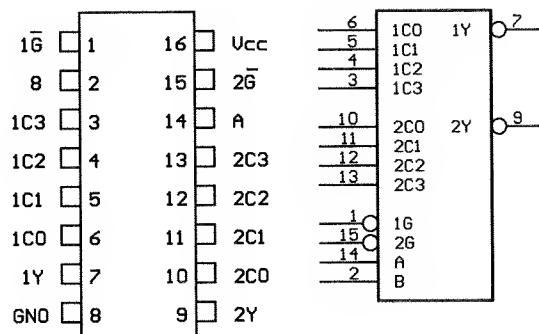 1G̅ 1 16 Vcc
8 2 15 2G̅
1C3 3 14 A
1C2 4 13 2C3
1C1 5 12 2C2
1C0 6 11 2C1
1Y 7 10 2C0
GND 8 9 2Y
6 1C0 1Y 7
5 1C1
4 1C2
3 1C3
10 2C0 2Y 9
11 2C1
12 2C2
13 2C3
1 1G
15 2G
14 A
2 B